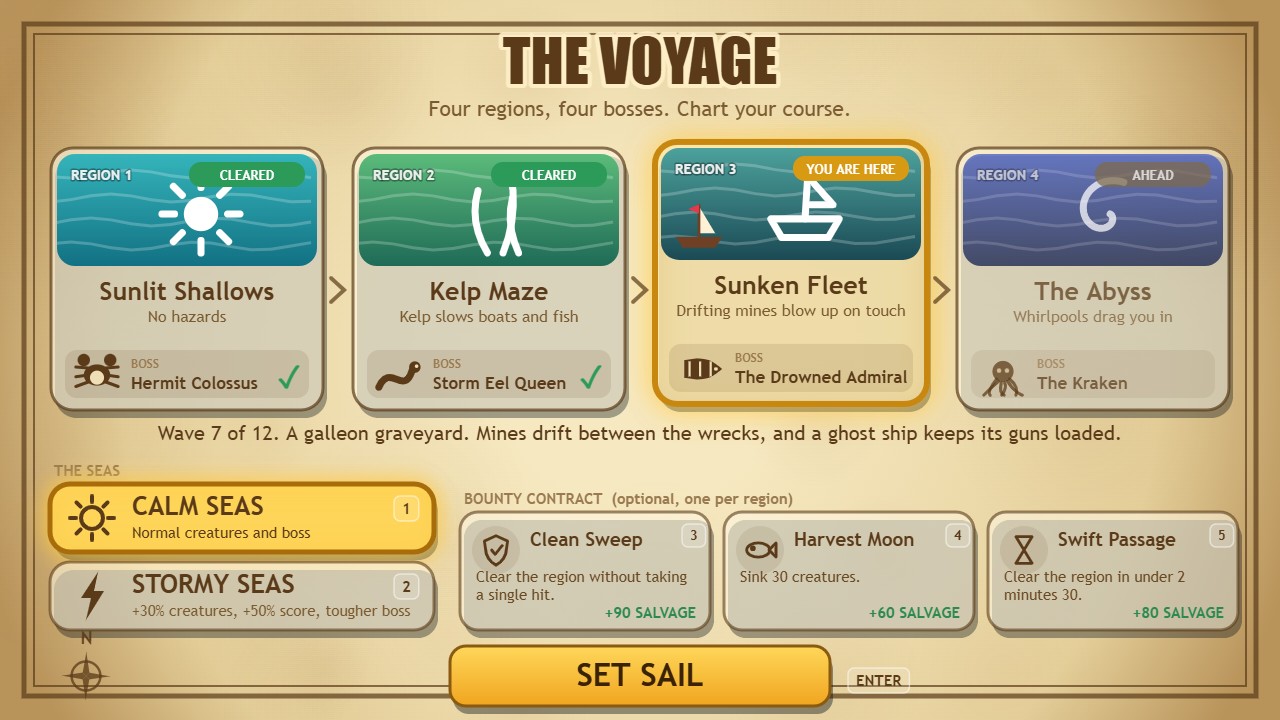 THE VOYAGE
Four regions, four bosses. Chart your course.
REGION 1
CLEARED
Sunlit Shallows
No hazards
BOSS
Hermit Colossus
REGION 2
CLEARED
Kelp Maze
Kelp slows boats and fish
BOSS
Storm Eel Queen
REGION 3
YOU ARE HERE
Sunken Fleet
Drifting mines blow up on touch
BOSS
The Drowned Admiral
REGION 4
AHEAD
The Abyss
Whirlpools drag you in
BOSS
The Kraken
Wave 7 of 12. A galleon graveyard. Mines drift between the wrecks, and a ghost ship keeps its guns loaded.
THE SEAS
CALM SEAS
1
Normal creatures and boss
STORMY SEAS
2
+30% creatures, +50% score, tougher boss
BOUNTY CONTRACT (optional, one per region)
Clean Sweep
3
Clear the region without taking
a single hit.
+90 SALVAGE
Harvest Moon
4
Sink 30 creatures.
+60 SALVAGE
Swift Passage
5
Clear the region in under 2
minutes 30.
+80 SALVAGE
N
SET SAIL
ENTER